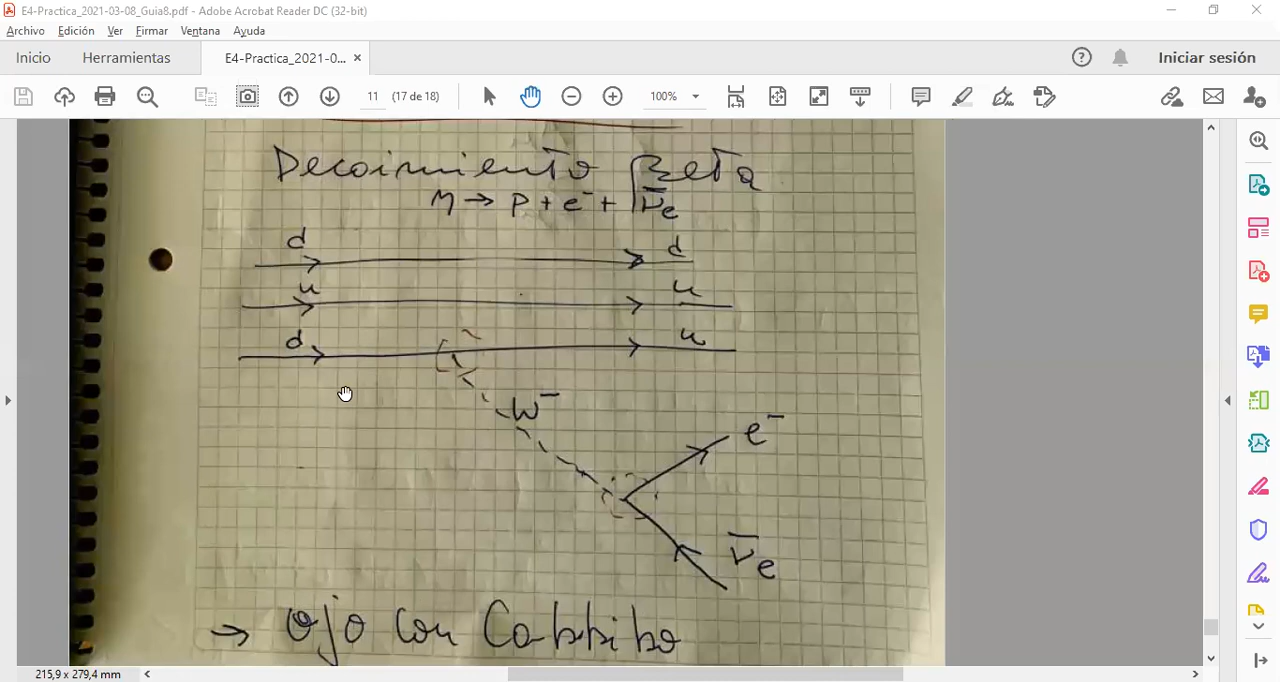 E4-Practica_2021-03-08_Guia8.pdf - Adobe Acrobat Reader DC (32-bit)
Archivo Edición Ver Firmar Ventana Ayuda
Inicio Herramientas E4-Practica_2021-0... × Iniciar sesión
11 (17 de 18) 100%
Decaimiento Beta
n → p + e⁻ + ν̄e
d d
u u
d u
W⁻
e⁻
ν̄e
→ Ojo con Cabbibo
215,9 x 279,4 mm